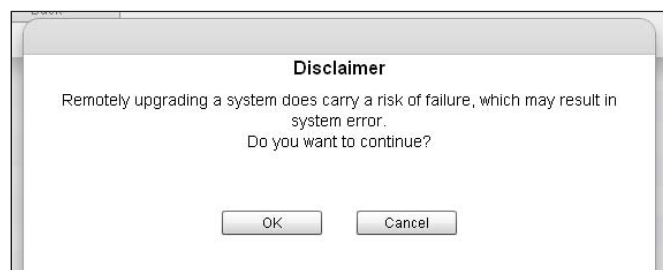 Back
Disclaimer
Remotely upgrading a system does carry a risk of failure, which may result in
system error.
Do you want to continue?
OK
Cancel